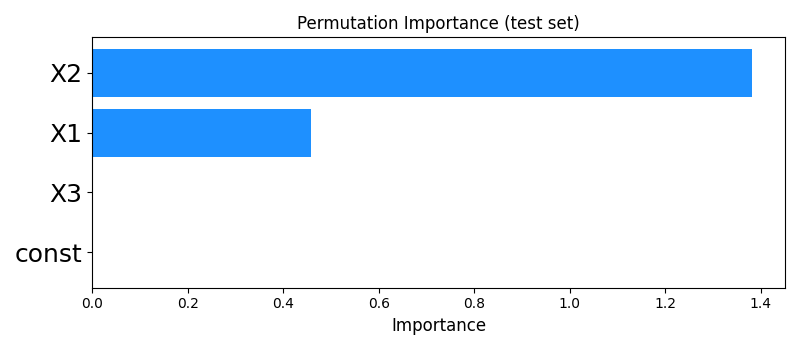 Permutation Importance (test set)
X2
X1
X3
const
0.0 0.2 0.4 0.6 0.8 1.0 1.2 1.4
Importance